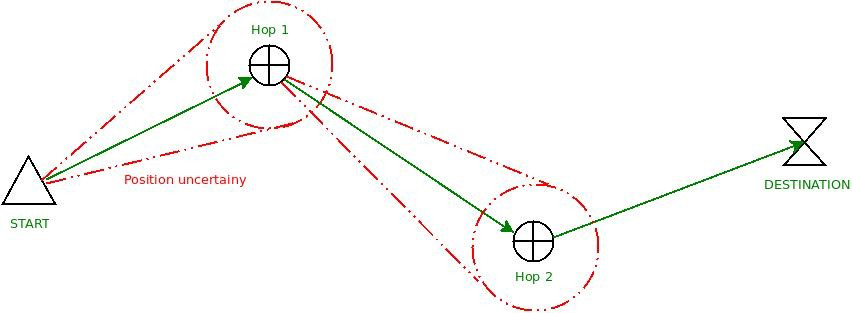 Hop 1
Position uncertainy
START
DESTINATION
Hop 2